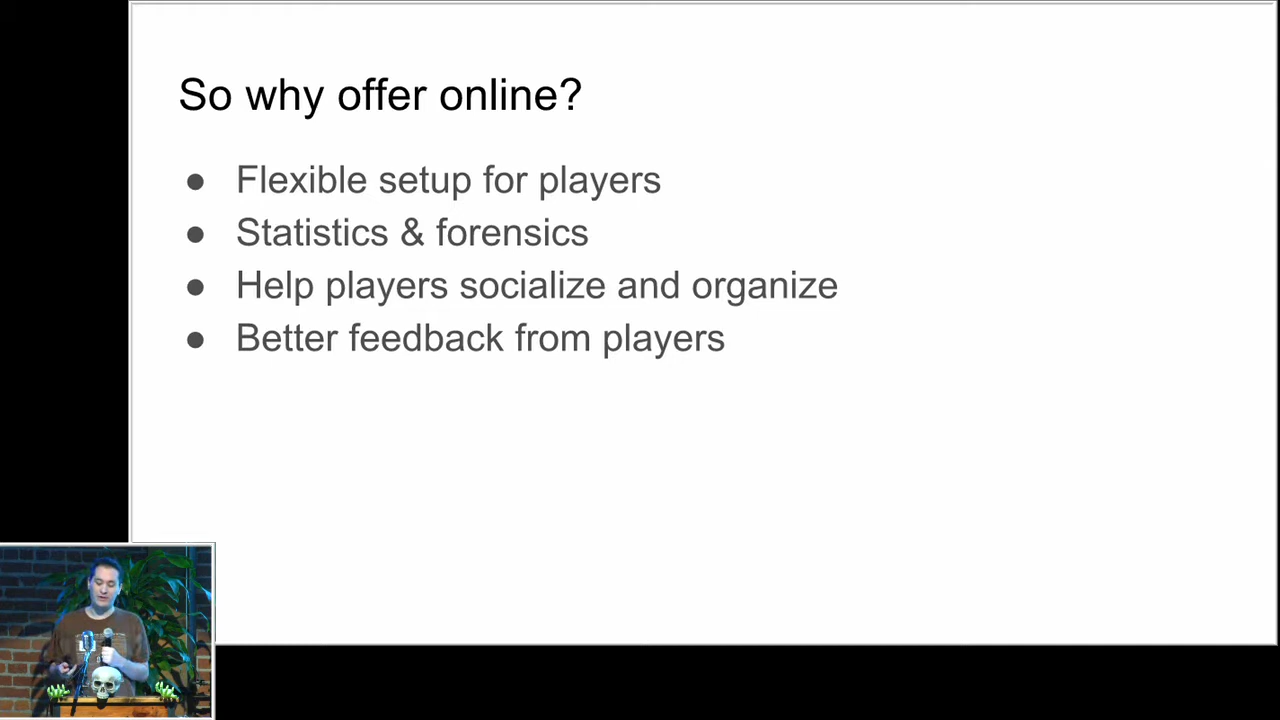 So why offer online?
● Flexible setup for players
● Statistics & forensics
● Help players socialize and organize
● Better feedback from players